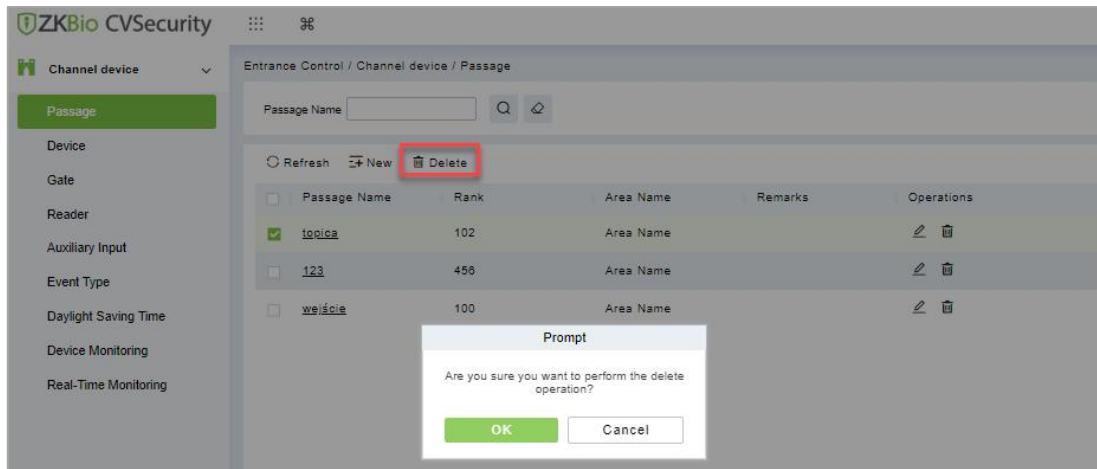 ZKBio CVSecurity
Channel device
Entrance Control / Channel device / Passage
Passage
Device
Gate
Reader
Auxiliary Input
Event Type
Daylight Saving Time
Device Monitoring
Real-Time Monitoring
Passage Name
Refresh New Delete
Passage Name Rank Area Name Remarks Operations
topica 102 Area Name
123 456 Area Name
wejście 100 Area Name
Prompt
Are you sure you want to perform the delete
operation?
OK Cancel